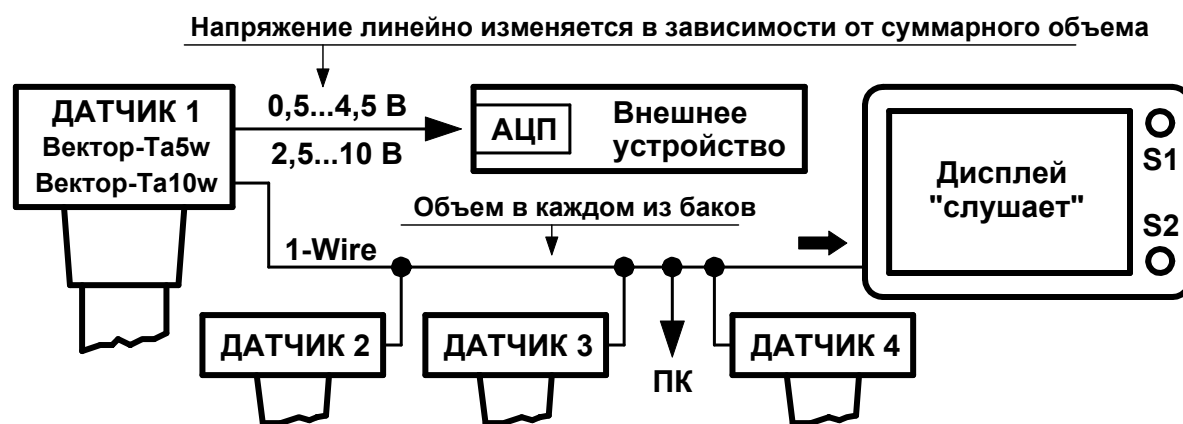 Напряжение линейно изменяется в зависимости от суммарного объема
ДАТЧИК 1
Вектор-Ta5w
Вектор-Ta10w
0,5...4,5 В
2,5...10 В
АЦП
Внешнее
устройство
Дисплей
"слушает"
S1
S2
Объем в каждом из баков
1-Wire
ДАТЧИК 2
ДАТЧИК 3
ПК
ДАТЧИК 4